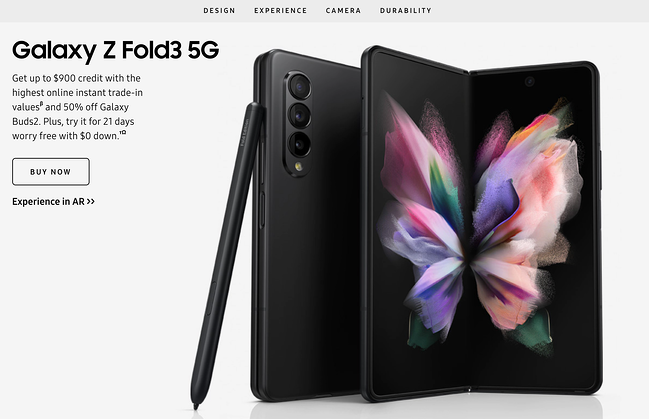 DESIGN EXPERIENCE CAMERA DURABILITY
Galaxy Z Fold3 5G
Get up to $900 credit with the
highest online instant trade-in
values and 50% off Galaxy
Buds2. Plus, try it for 21 days
worry free with $0 down.
BUY NOW
Experience in AR >>